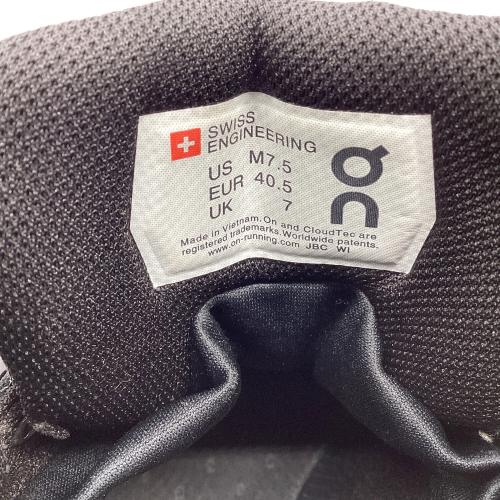 SWISS
ENGINEERING
US M7.5
EUR 40.5
UK 7
Made in Vietnam.On and CloudTec are
registered trademarks.Worldwide patents.
www.on-running.com JBC WI